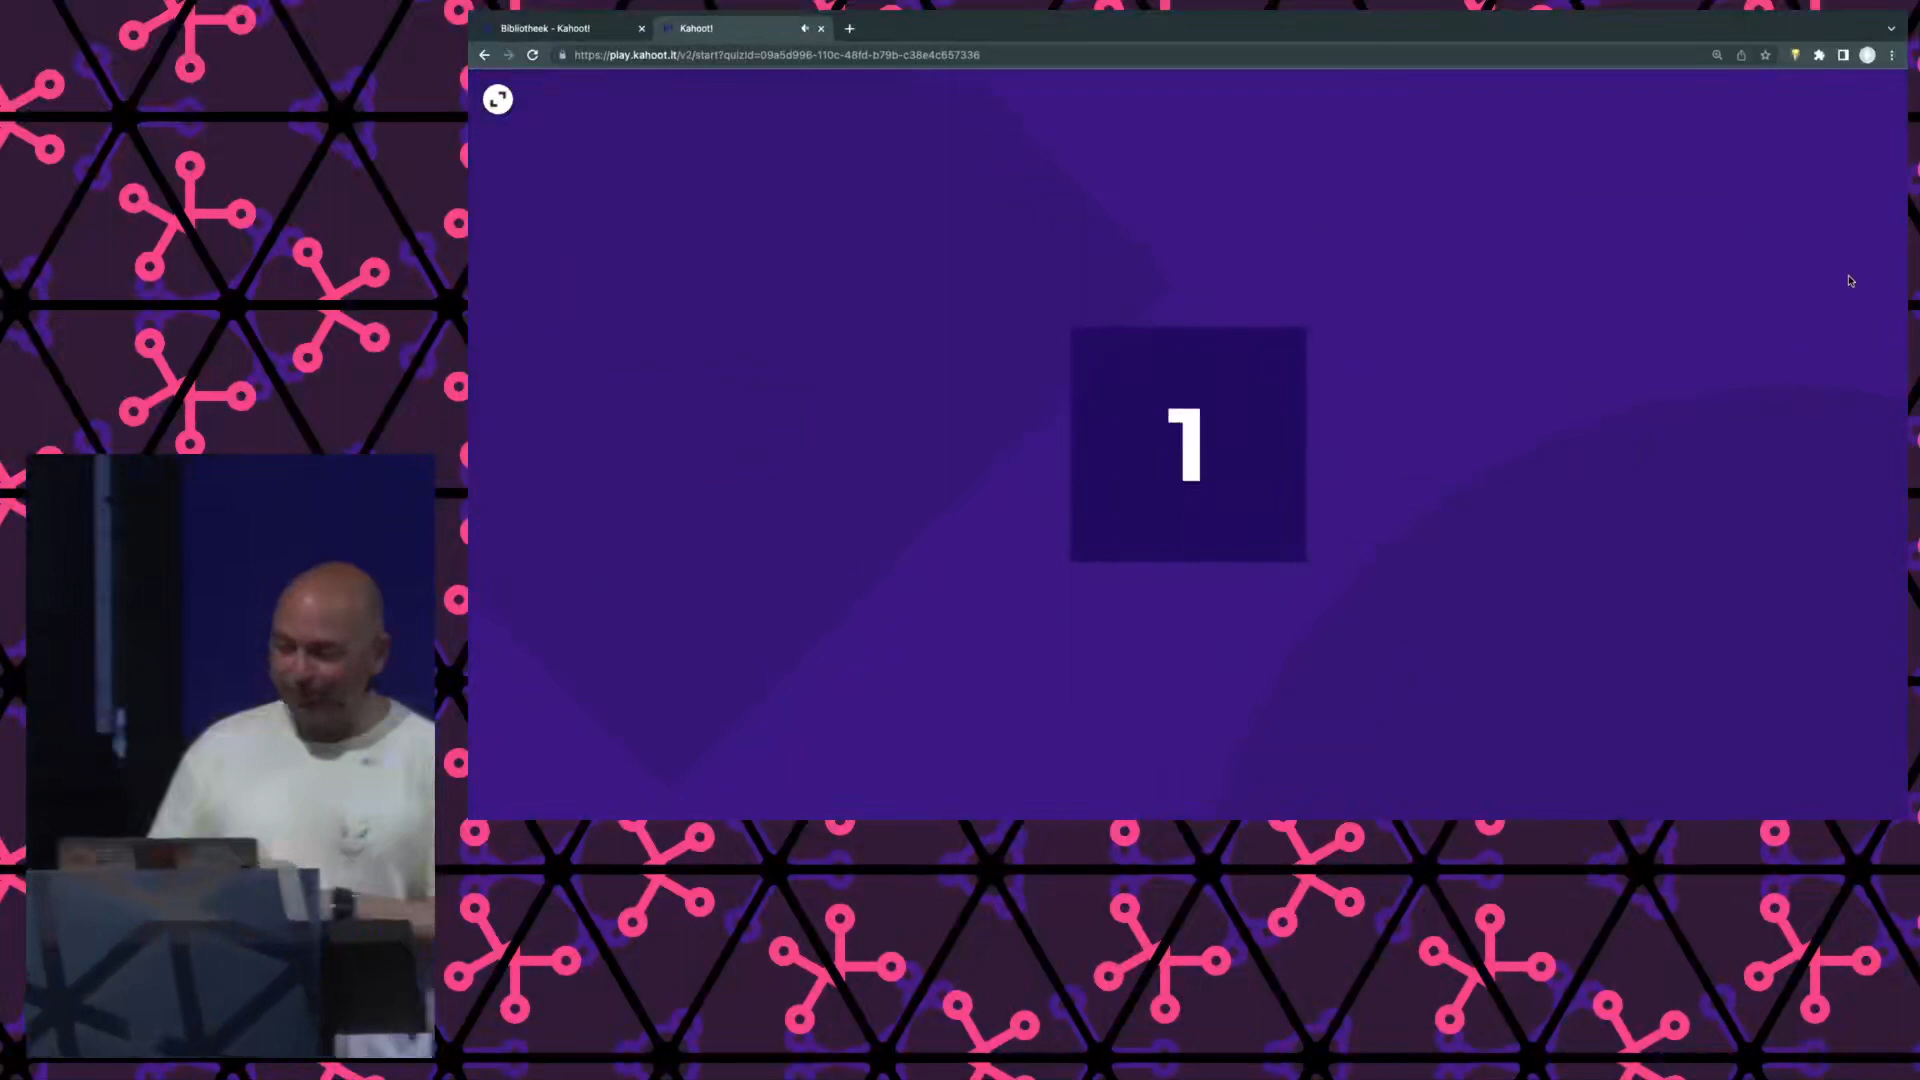 Bibliotheek - Kahoot!
Kahoot!
https://play.kahoot.it/v2/start?quizId=09a5d996-110c-48fd-b79b-c38e4c657336
1